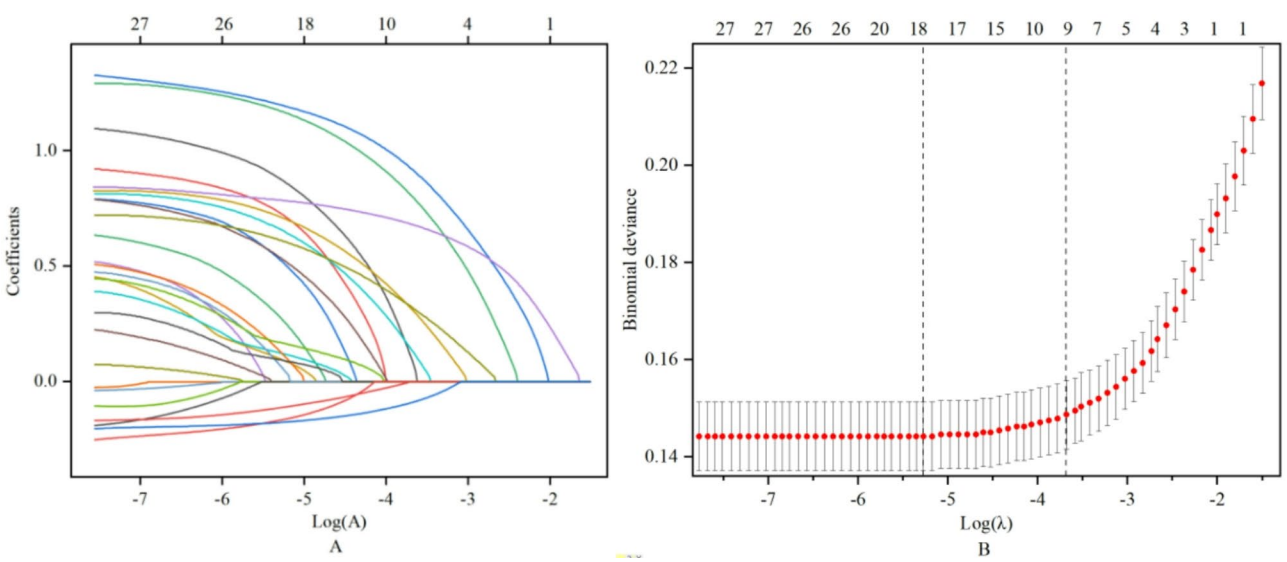 27 26 18 10 4 1
1.0
0.5
0.0
Coefficients
-7 -6 -5 -4 -3 -2
Log(A)
A
27 27 26 26 20 18 17 15 10 9 7 5 4 3 1 1
0.22
0.20
0.18
0.16
0.14
Binomial deviance
-7 -6 -5 -4 -3 -2
Log(λ)
B